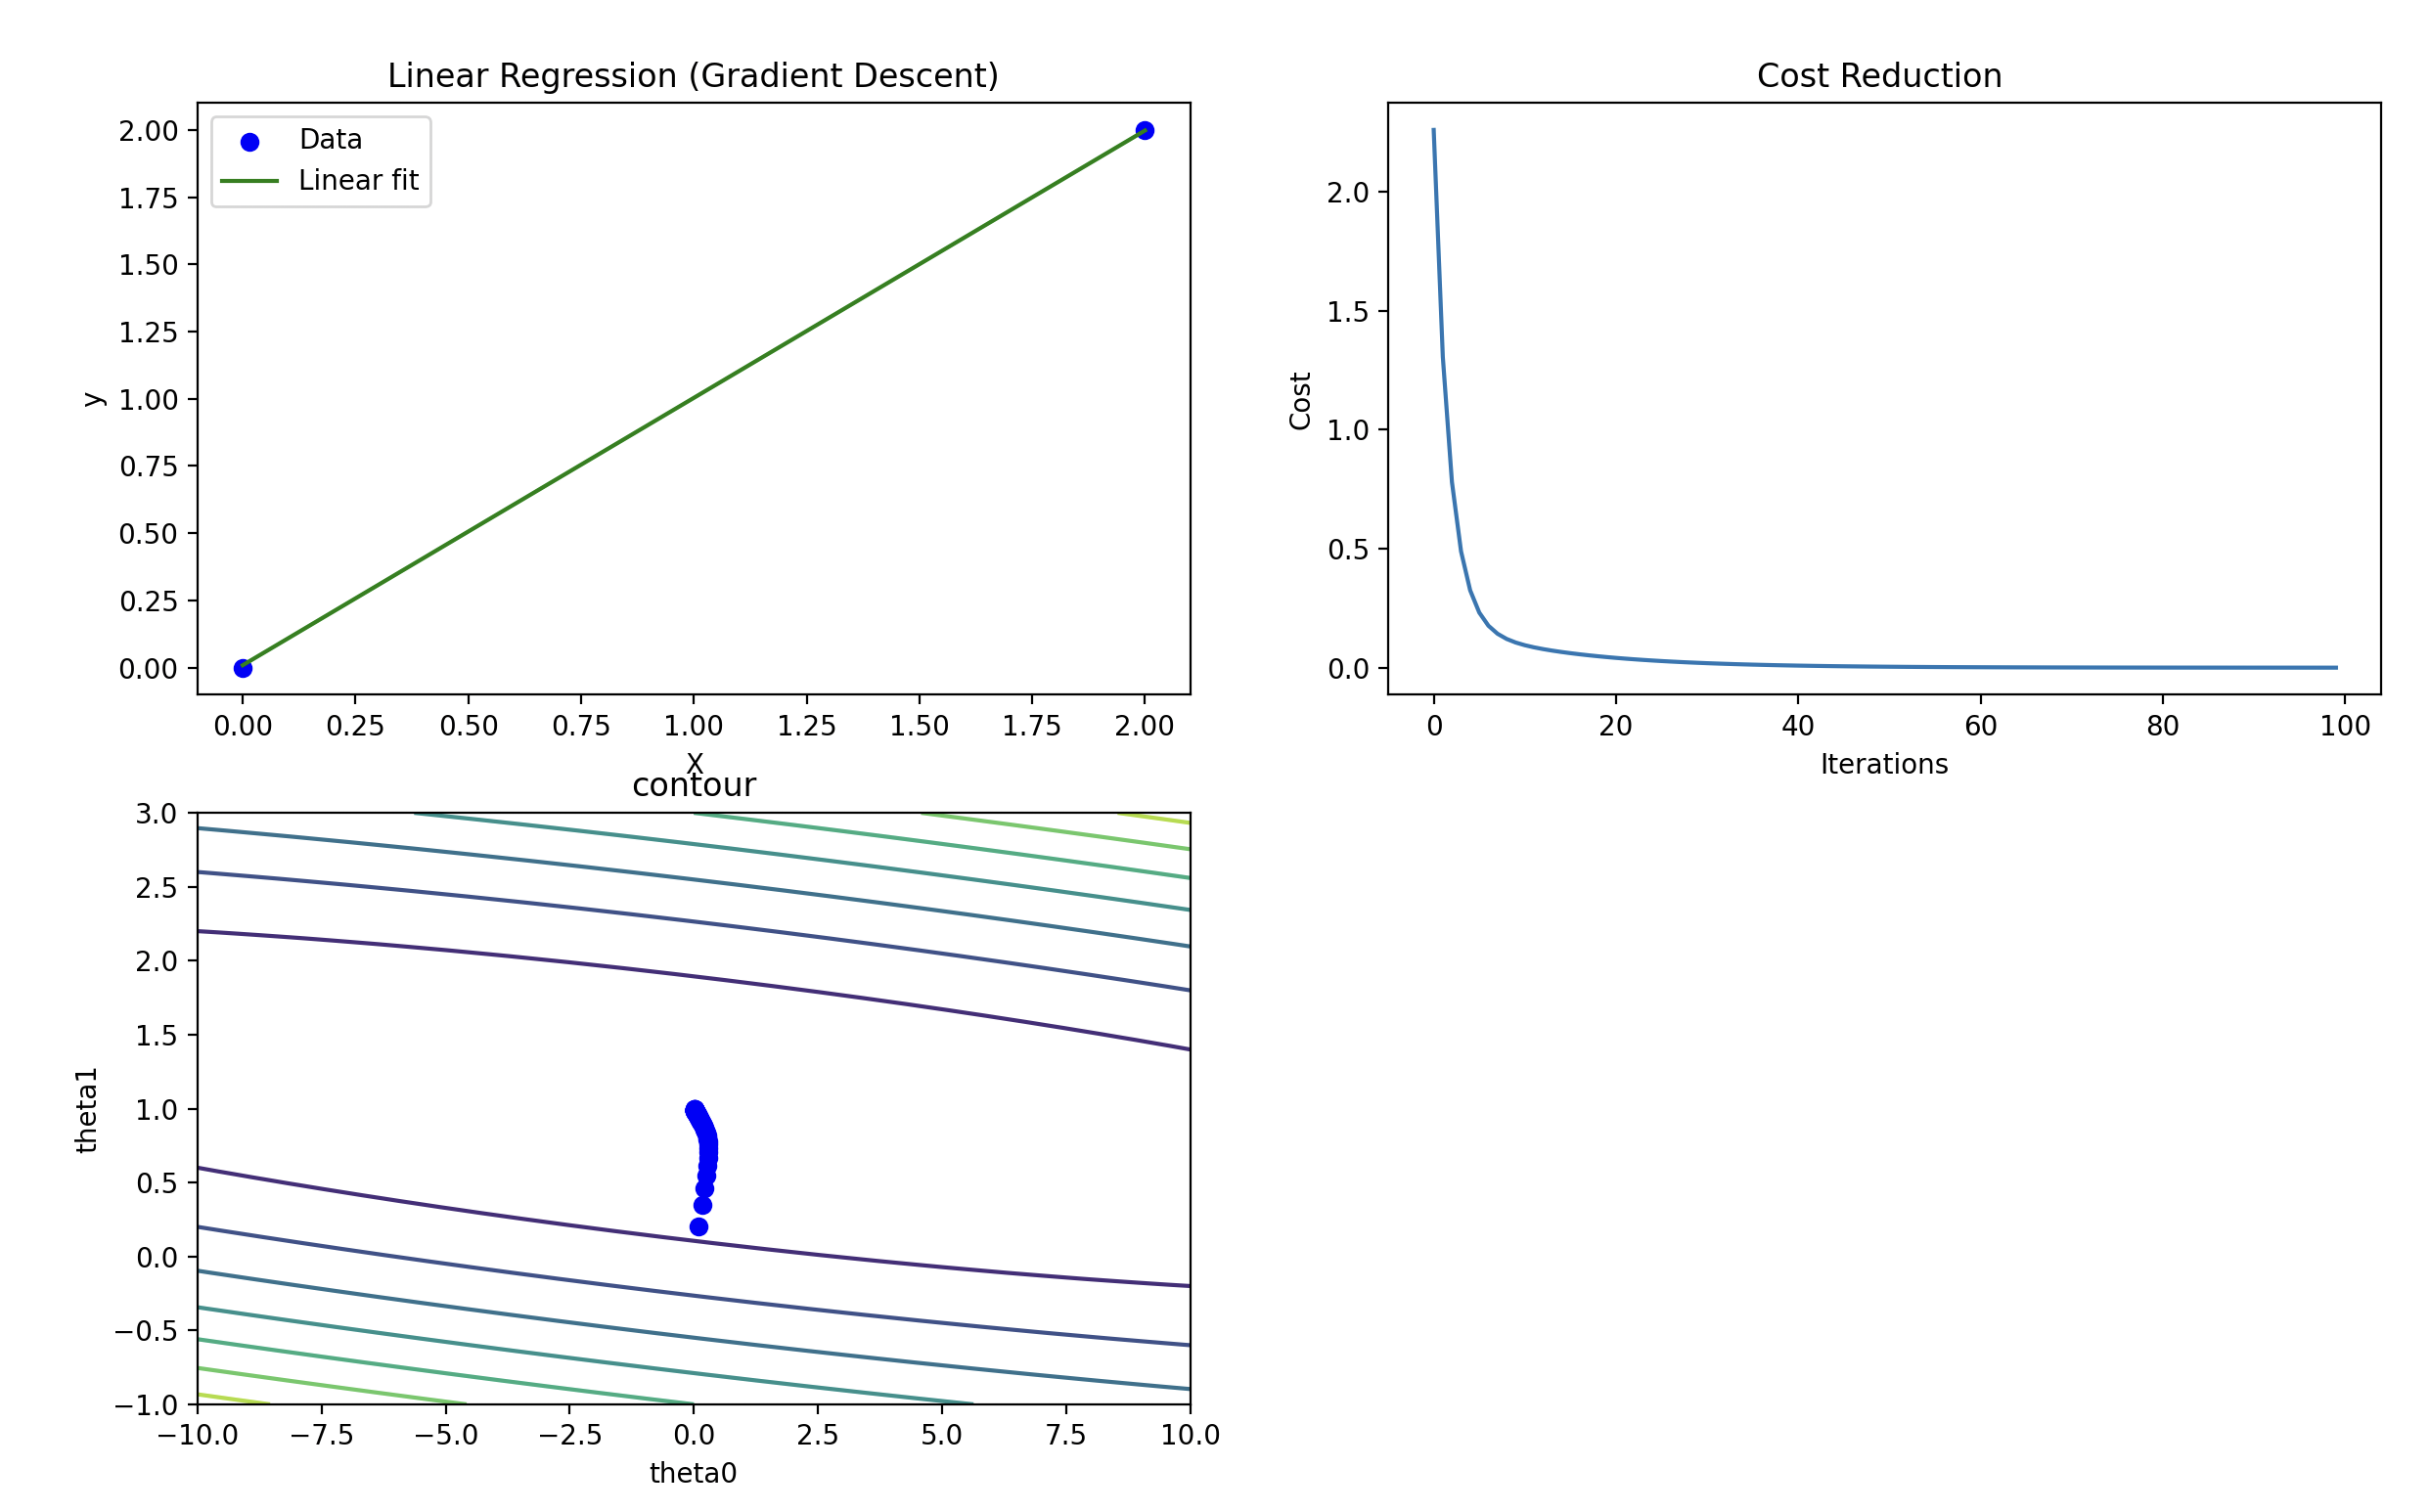 Linear Regression (Gradient Descent)
Data
Linear fit
2.00
1.75
1.50
1.25
1.00
0.75
0.50
0.25
0.00
y
0.00 0.25 0.50 0.75 1.00 1.25 1.50 1.75 2.00
X
Cost Reduction
2.0
1.5
1.0
0.5
0.0
Cost
0 20 40 60 80 100
Iterations
contour
3.0
2.5
2.0
1.5
1.0
0.5
0.0
−0.5
−1.0
theta1
−10.0 −7.5 −5.0 −2.5 0.0 2.5 5.0 7.5 10.0
theta0